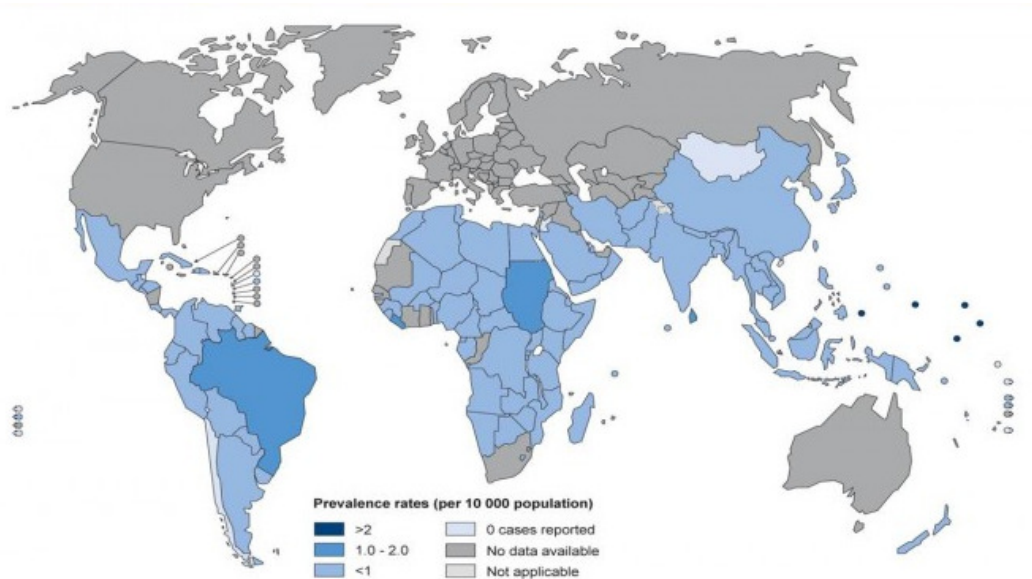 Prevalence rates (per 10 000 population)
>2
0 cases reported
1.0 - 2.0
No data available
<1
Not applicable